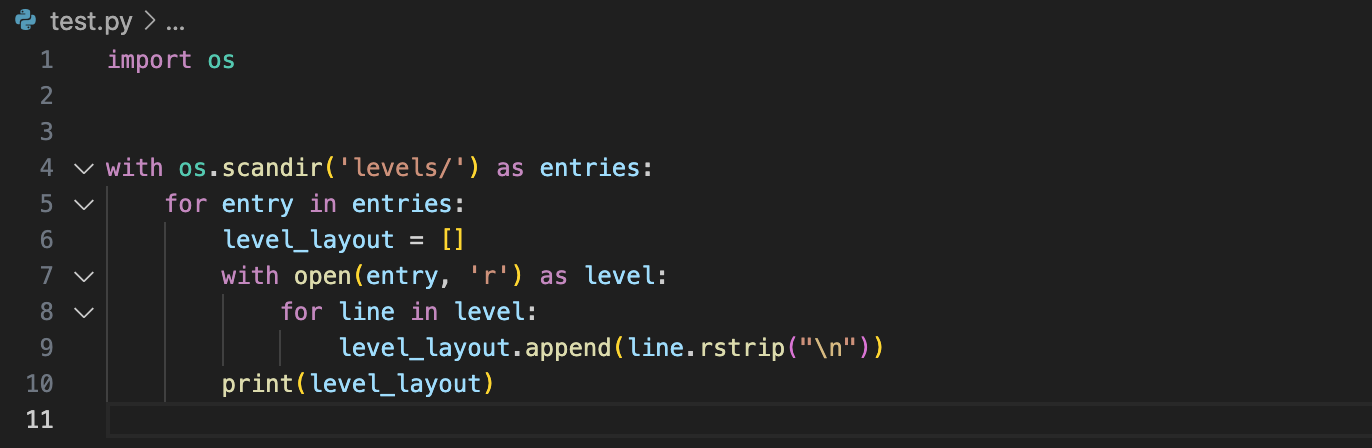 test.py > ...
1 import os
2
3
4 with os.scandir('levels/') as entries:
5     for entry in entries:
6         level_layout = []
7         with open(entry, 'r') as level:
8             for line in level:
9                 level_layout.append(line.rstrip("\n"))
10         print(level_layout)
11